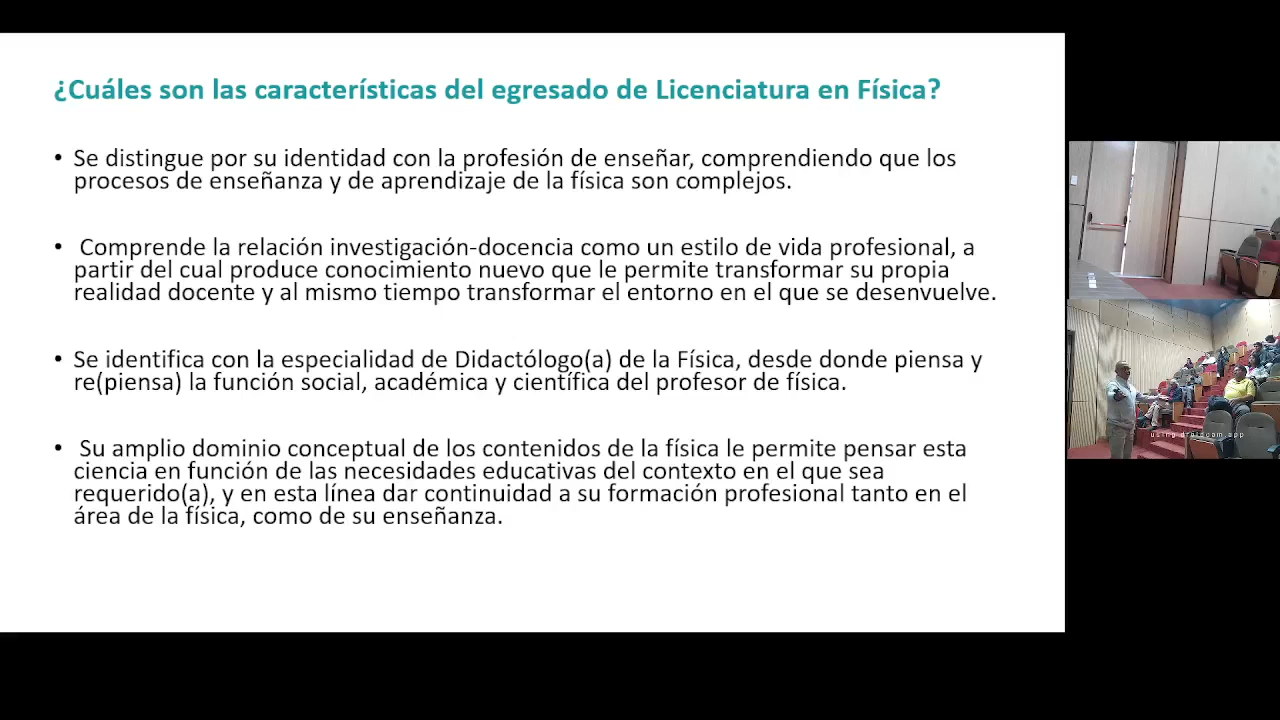 ¿Cuáles son las características del egresado de Licenciatura en Física?
• Se distingue por su identidad con la profesión de enseñar, comprendiendo que los
procesos de enseñanza y de aprendizaje de la física son complejos.
• Comprende la relación investigación-docencia como un estilo de vida profesional, a
partir del cual produce conocimiento nuevo que le permite transformar su propia
realidad docente y al mismo tiempo transformar el entorno en el que se desenvuelve.
• Se identifica con la especialidad de Didactólogo(a) de la Física, desde donde piensa y
re(piensa) la función social, académica y científica del profesor de física.
• Su amplio dominio conceptual de los contenidos de la física le permite pensar esta
ciencia en función de las necesidades educativas del contexto en el que sea
requerido(a), y en esta línea dar continuidad a su formación profesional tanto en el
área de la física, como de su enseñanza.
using droidcam.app